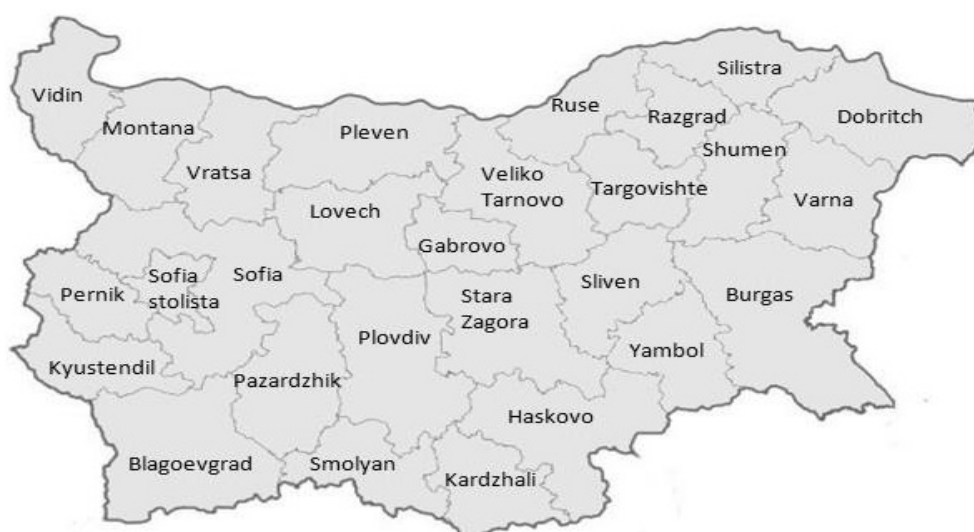 Silistra
Vidin
Ruse
Dobritch
Razgrad
Montana
Pleven
Shumen
Vratsa
Veliko
Tarnovo
Targovishte
Varna
Lovech
Gabrovo
Sofia
stolista
Sofia
Sliven
Pernik
Stara
Zagora
Burgas
Plovdiv
Yambol
Kyustendil
Pazardzhik
Haskovo
Blagoevgrad
Smolyan
Kardzhali